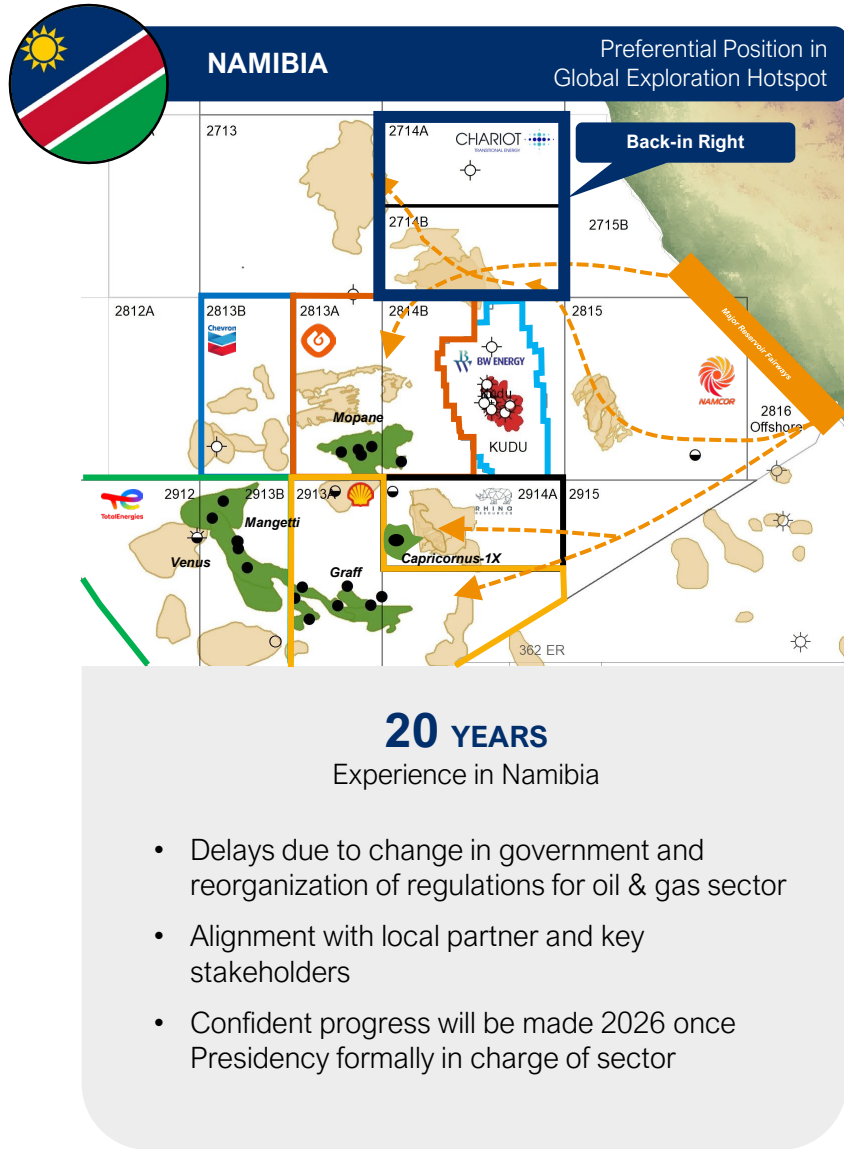 NAMIBIA
Preferential Position in
Global Exploration Hotspot
2713
2714A
CHARIOT
TRANSITIONAL ENERGY
Back-in Right
2714B
2715B
2812A
2813B
2813A
2814B
2815
Chevron
BW ENERGY
Major Reservoir Fairways
NAMCOR
Kudu
2816
Offshore
Mopane
KUDU
TotalEnergies
2912
2913B
2913A
RHINO
RESOURCES
2914A
2915
Mangetti
Venus
Capricornus-1X
Graff
362 ER
20 YEARS
Experience in Namibia
• Delays due to change in government and
reorganization of regulations for oil & gas sector
• Alignment with local partner and key
stakeholders
• Confident progress will be made 2026 once
Presidency formally in charge of sector